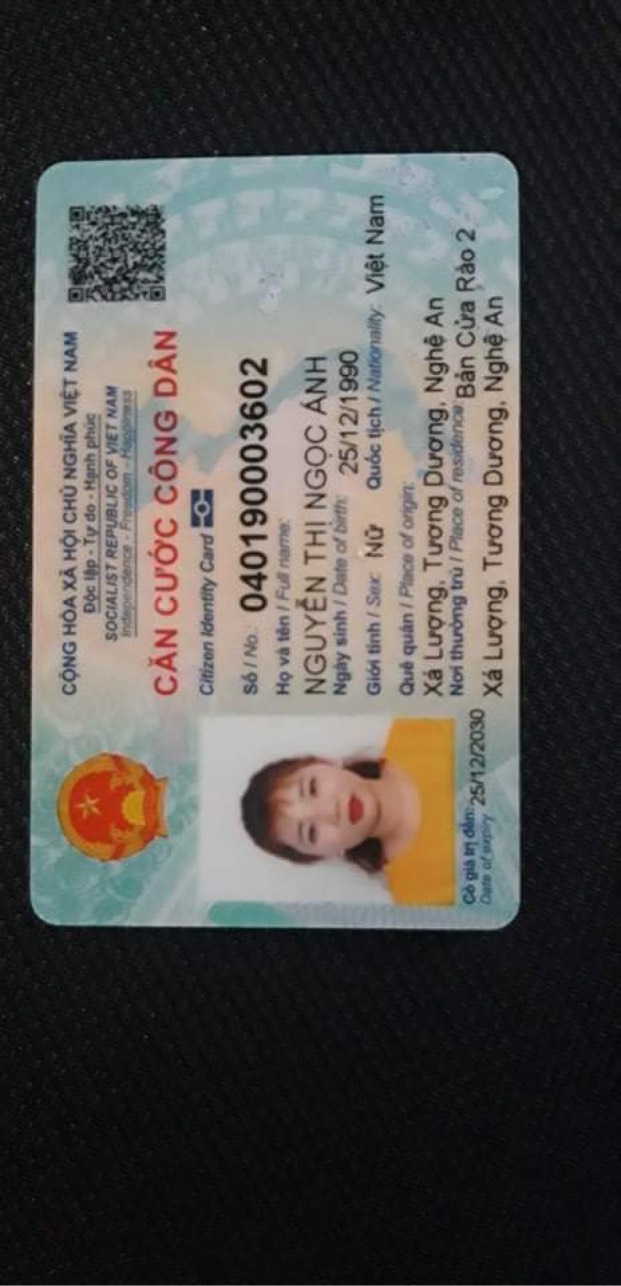 CỘNG HÒA XÃ HỘI CHỦ NGHĨA VIỆT NAM
Độc lập - Tự do - Hạnh phúc
SOCIALIST REPUBLIC OF VIET NAM
Independence - Freedom - Happiness
CĂN CƯỚC CÔNG DÂN
Citizen Identity Card
Số / No.: 040190003602
Họ và tên / Full name:
NGUYỄN THỊ NGỌC ÁNH
Ngày sinh / Date of birth: 25/12/1990
Giới tính / Sex: Nữ Quốc tịch / Nationality: Việt Nam
Quê quán / Place of origin:
Xá Lượng, Tương Dương, Nghệ An
Nơi thường trú / Place of residence: Bản Cửa Rào 2
Xá Lượng, Tương Dương, Nghệ An
Có giá trị đến: 25/12/2030
Date of expiry